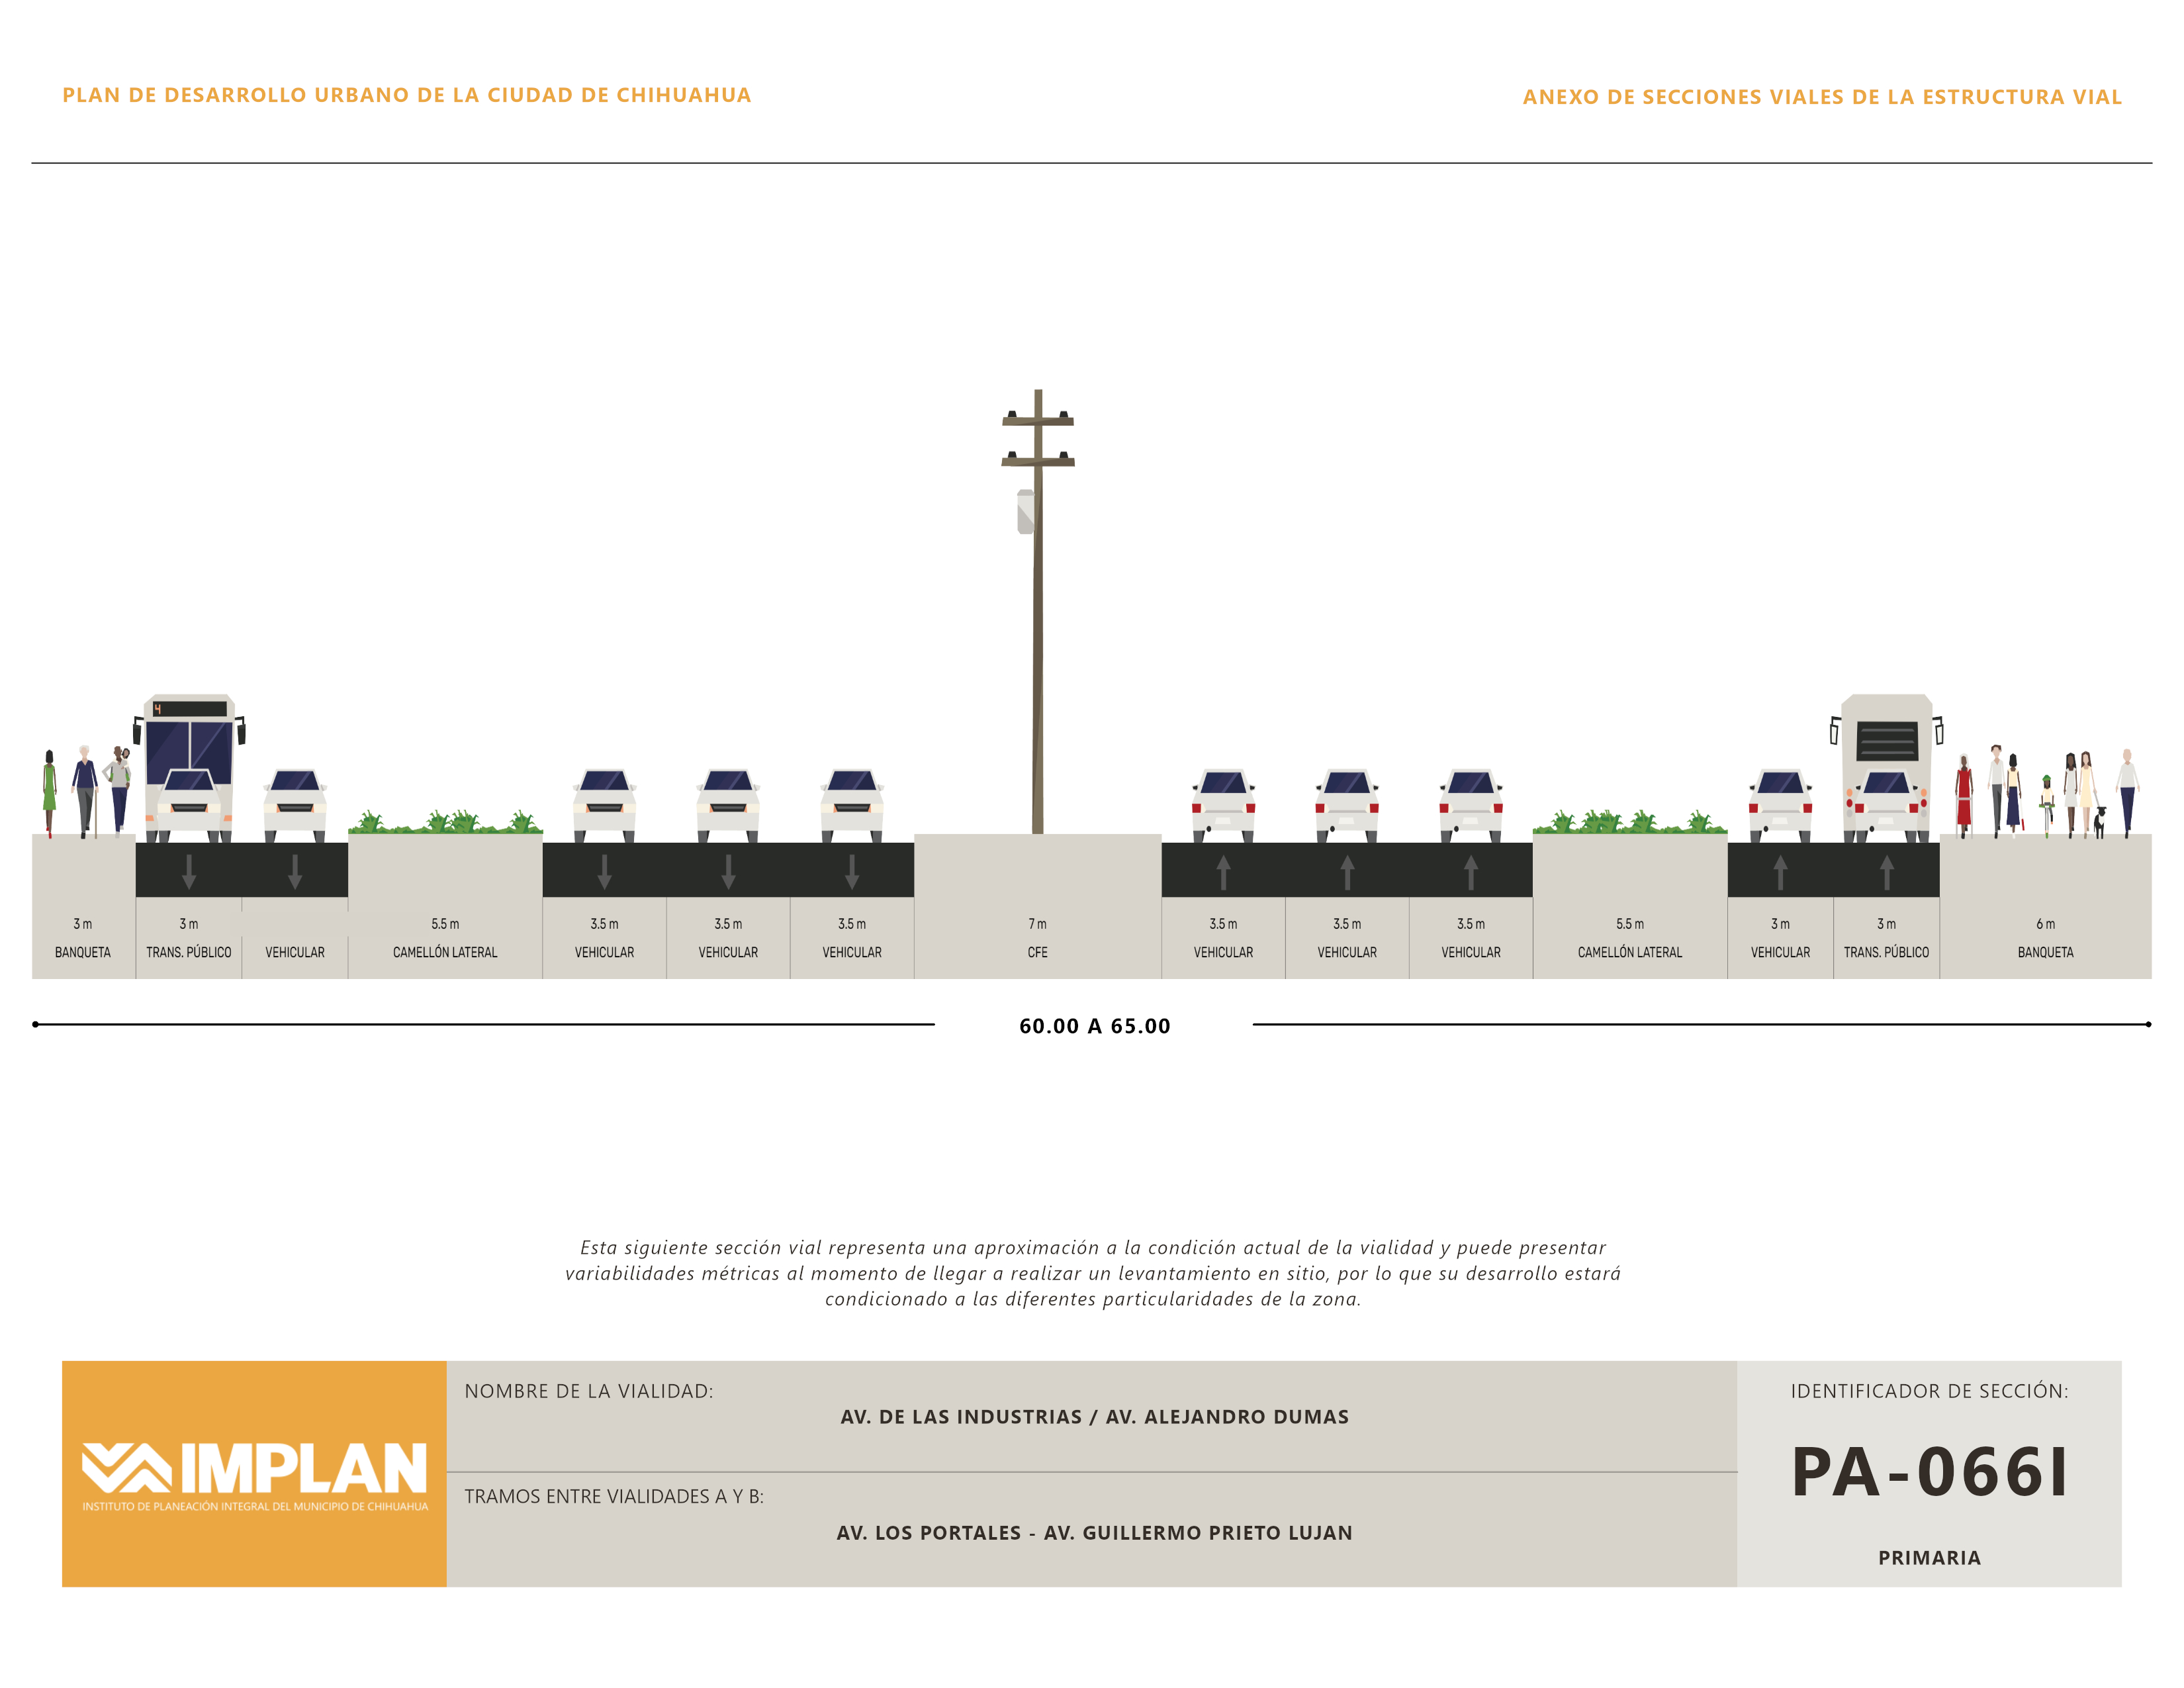 PLAN DE DESARROLLO URBANO DE LA CIUDAD DE CHIHUAHUA
ANEXO DE SECCIONES VIALES DE LA ESTRUCTURA VIAL
4
3 m 3 m 5.5 m 3.5 m 3.5 m 3.5 m 7 m 3.5 m 3.5 m 3.5 m 5.5 m 3 m 3 m 6 m
BANQUETA TRANS. PÚBLICO VEHICULAR CAMELLÓN LATERAL VEHICULAR VEHICULAR VEHICULAR CFE VEHICULAR VEHICULAR VEHICULAR CAMELLÓN LATERAL VEHICULAR TRANS. PÚBLICO BANQUETA
60.00 A 65.00
Esta siguiente sección vial representa una aproximación a la condición actual de la vialidad y puede presentar
variabilidades métricas al momento de llegar a realizar un levantamiento en sitio, por lo que su desarrollo estará
condicionado a las diferentes particularidades de la zona.
IMPLAN
INSTITUTO DE PLANEACIÓN INTEGRAL DEL MUNICIPIO DE CHIHUAHUA
NOMBRE DE LA VIALIDAD:
AV. DE LAS INDUSTRIAS / AV. ALEJANDRO DUMAS
TRAMOS ENTRE VIALIDADES A Y B:
AV. LOS PORTALES - AV. GUILLERMO PRIETO LUJAN
IDENTIFICADOR DE SECCIÓN:
PA-066I
PRIMARIA